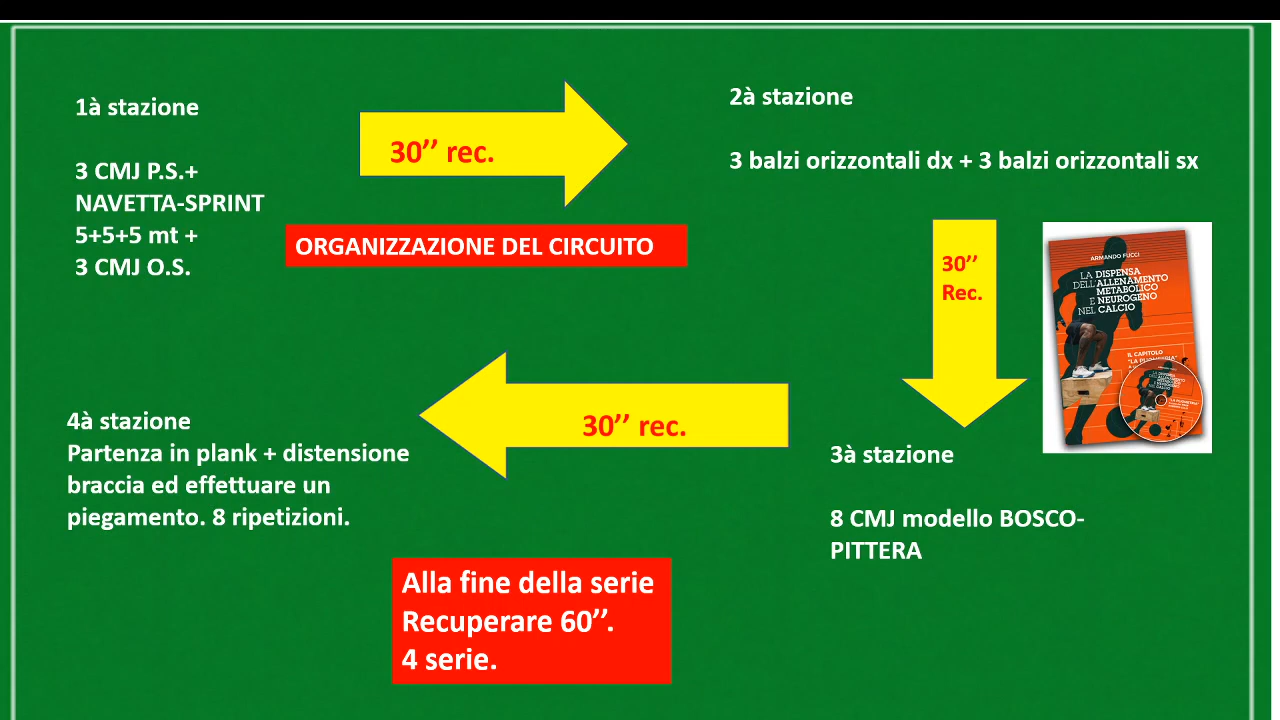 1à stazione
3 CMJ P.S.+
NAVETTA-SPRINT
5+5+5 mt +
3 CMJ O.S.
30’’ rec.
2à stazione
3 balzi orizzontali dx + 3 balzi orizzontali sx
ORGANIZZAZIONE DEL CIRCUITO
30’’
Rec.
ARMANDO FUCCI
LA DISPENSA
DELL'ALLENAMENTO
METABOLICO
E NEUROGENO
NEL CALCIO
IL CAPITOLO
30’’ rec.
3à stazione
8 CMJ modello BOSCO-
PITTERA
4à stazione
Partenza in plank + distensione
braccia ed effettuare un
piegamento. 8 ripetizioni.
Alla fine della serie
Recuperare 60’’.
4 serie.